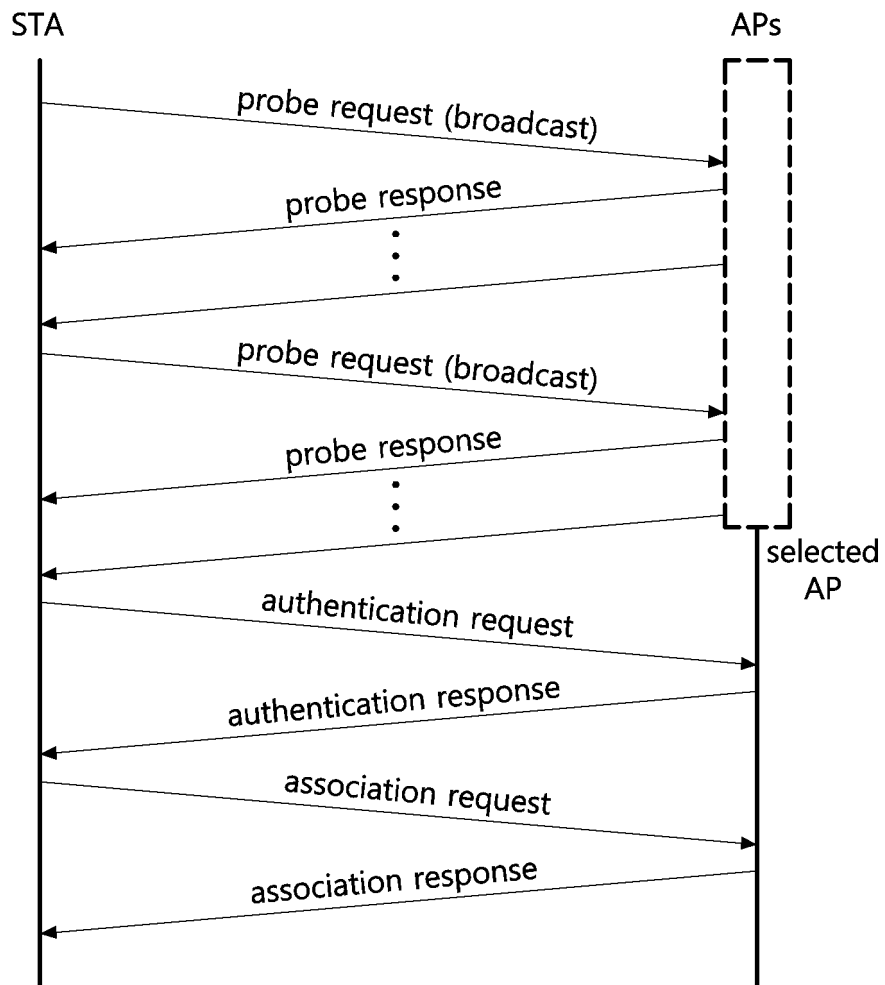 STA
APs
probe request (broadcast)
probe response
probe request (broadcast)
probe response
selected
AP
authentication request
authentication response
association request
association response